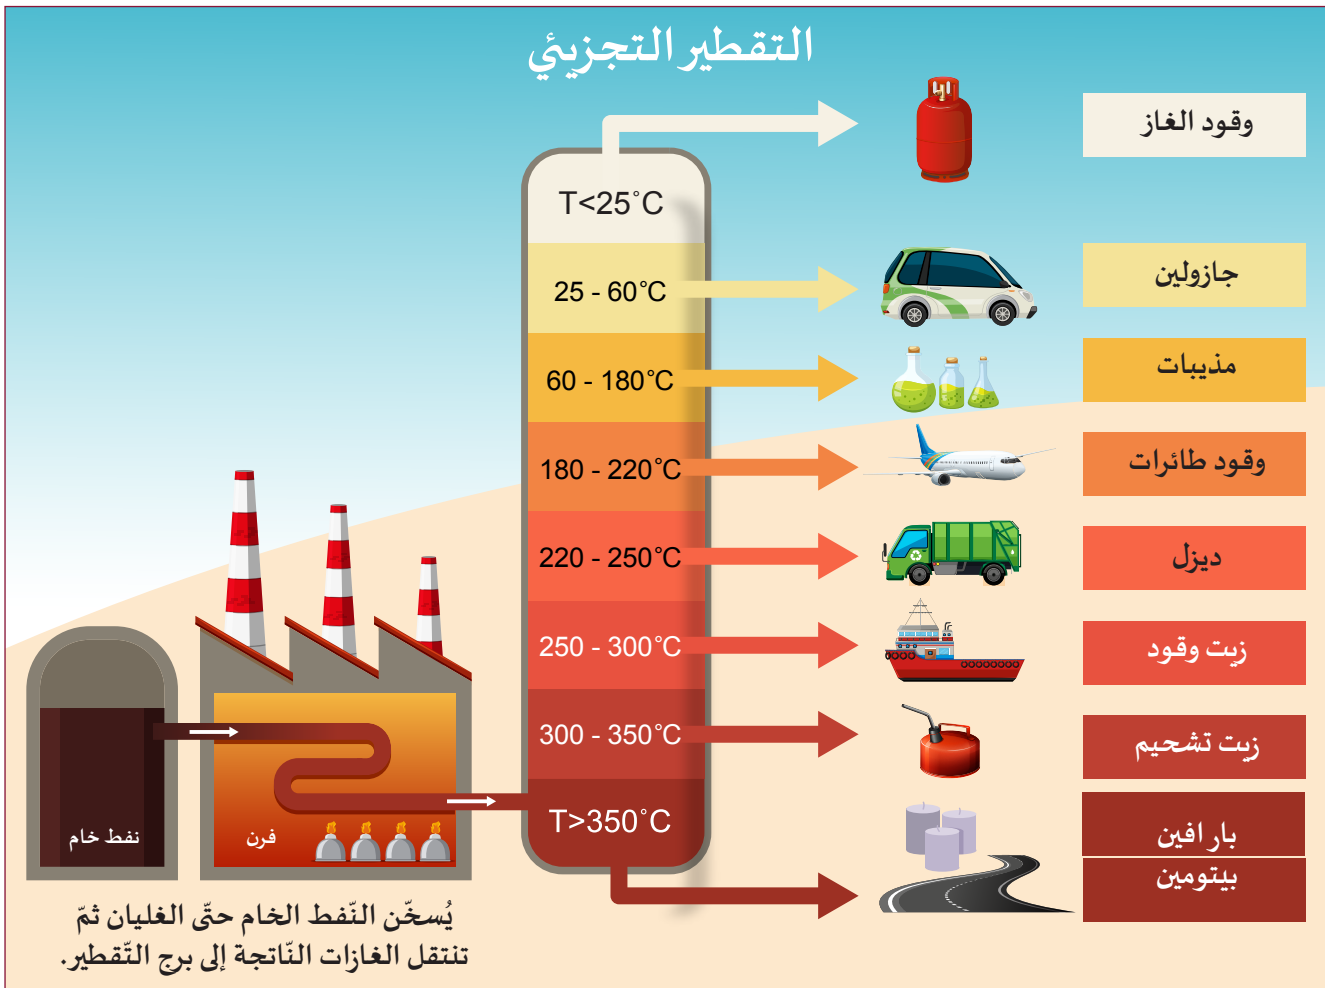 التقطير التجزيئي
وقود الغاز
T<25°C
جازولين
25 - 60°C
مذيبات
60 - 180°C
وقود طائرات
180 - 220°C
ديزل
220 - 250°C
زيت وقود
250 - 300°C
زيت تشحيم
300 - 350°C
بارافين
بيتومين
T>350°C
فرن
نفط خام
يُسخّن النّفط الخام حتّى الغليان ثمّ
تنتقل الغازات النّاتجة إلى برج التّقطير.